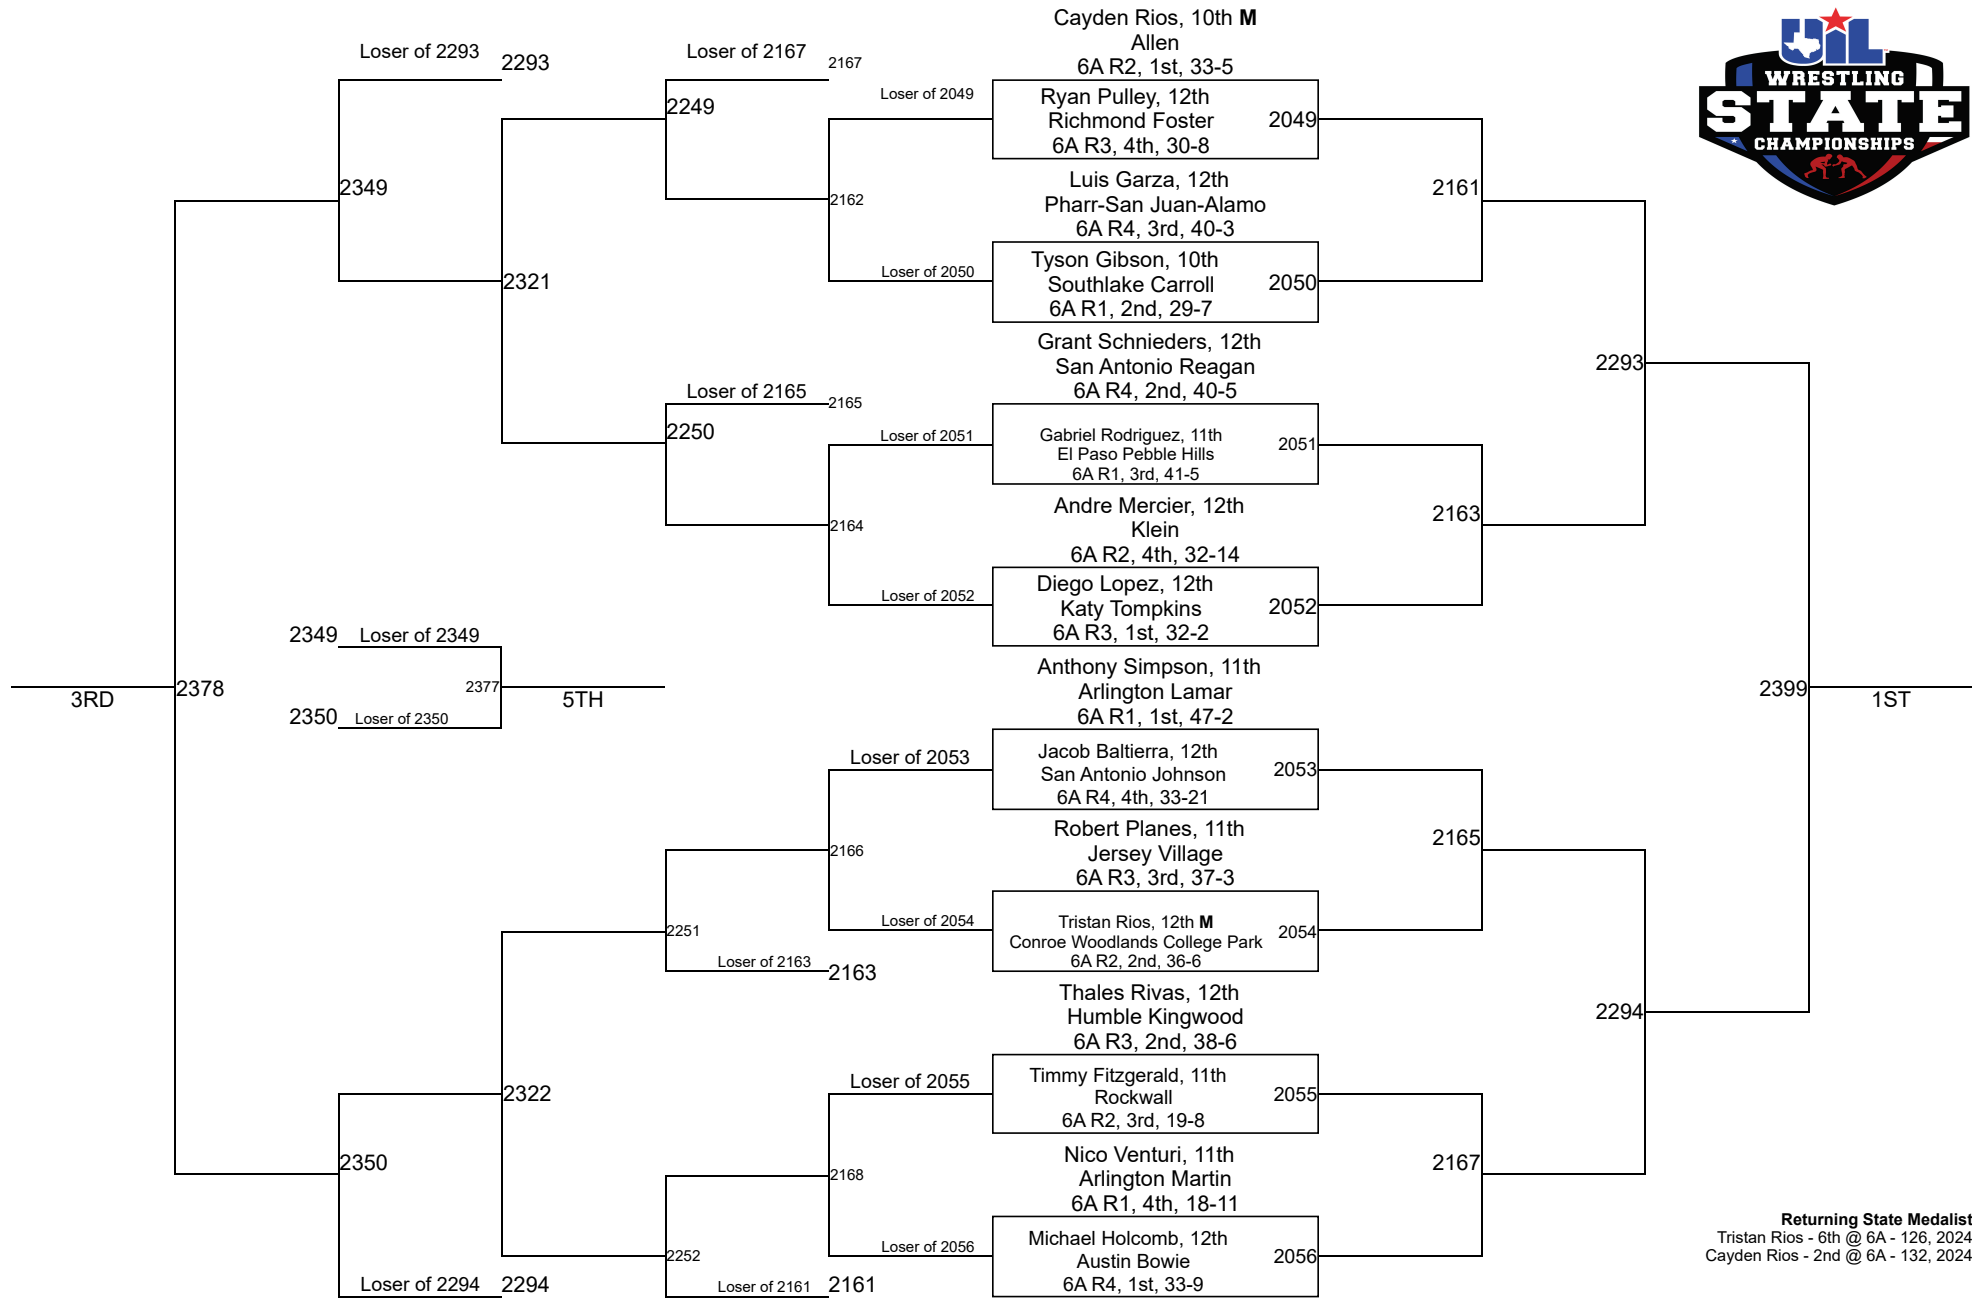 Cayden Rios, 10th M
Allen
6A R2, 1st, 33-5
Ryan Pulley, 12th
Richmond Foster
6A R3, 4th, 30-8
2049
Luis Garza, 12th
Pharr-San Juan-Alamo
6A R4, 3rd, 40-3
Tyson Gibson, 10th
Southlake Carroll
6A R1, 2nd, 29-7
2050
Grant Schnieders, 12th
San Antonio Reagan
6A R4, 2nd, 40-5
Gabriel Rodriguez, 11th
El Paso Pebble Hills
6A R1, 3rd, 41-5
2051
Andre Mercier, 12th
Klein
6A R2, 4th, 32-14
Diego Lopez, 12th
Katy Tompkins
6A R3, 1st, 32-2
2052
Anthony Simpson, 11th
Arlington Lamar
6A R1, 1st, 47-2
Jacob Baltierra, 12th
San Antonio Johnson
6A R4, 4th, 33-21
2053
Robert Planes, 11th
Jersey Village
6A R3, 3rd, 37-3
Tristan Rios, 12th M
Conroe Woodlands College Park
6A R2, 2nd, 36-6
2054
Thales Rivas, 12th
Humble Kingwood
6A R3, 2nd, 38-6
Timmy Fitzgerald, 11th
Rockwall
6A R2, 3rd, 19-8
2055
Nico Venturi, 11th
Arlington Martin
6A R1, 4th, 18-11
Michael Holcomb, 12th
Austin Bowie
6A R4, 1st, 33-9
2056
2161
2163
2165
2167
2293
2294
2399
1ST
Loser of 2049
Loser of 2050
Loser of 2051
Loser of 2052
Loser of 2053
Loser of 2054
Loser of 2055
Loser of 2056
2162
2164
2166
2168
Loser of 2167
2167
Loser of 2165
2165
Loser of 2163
2163
Loser of 2161
2161
2249
2250
2251
2252
2321
2322
Loser of 2293
2293
Loser of 2294
2294
2349
2350
2378
3RD
2349
Loser of 2349
2350
Loser of 2350
2377
5TH
UIL
WRESTLING
STATE
CHAMPIONSHIPS
Returning State Medalist
Tristan Rios - 6th @ 6A - 126, 2024
Cayden Rios - 2nd @ 6A - 132, 2024